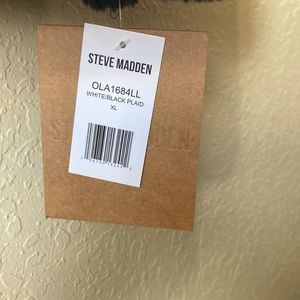 STEVE MADDEN
OLA1684LL
WHITE/BLACK PLAID
XL